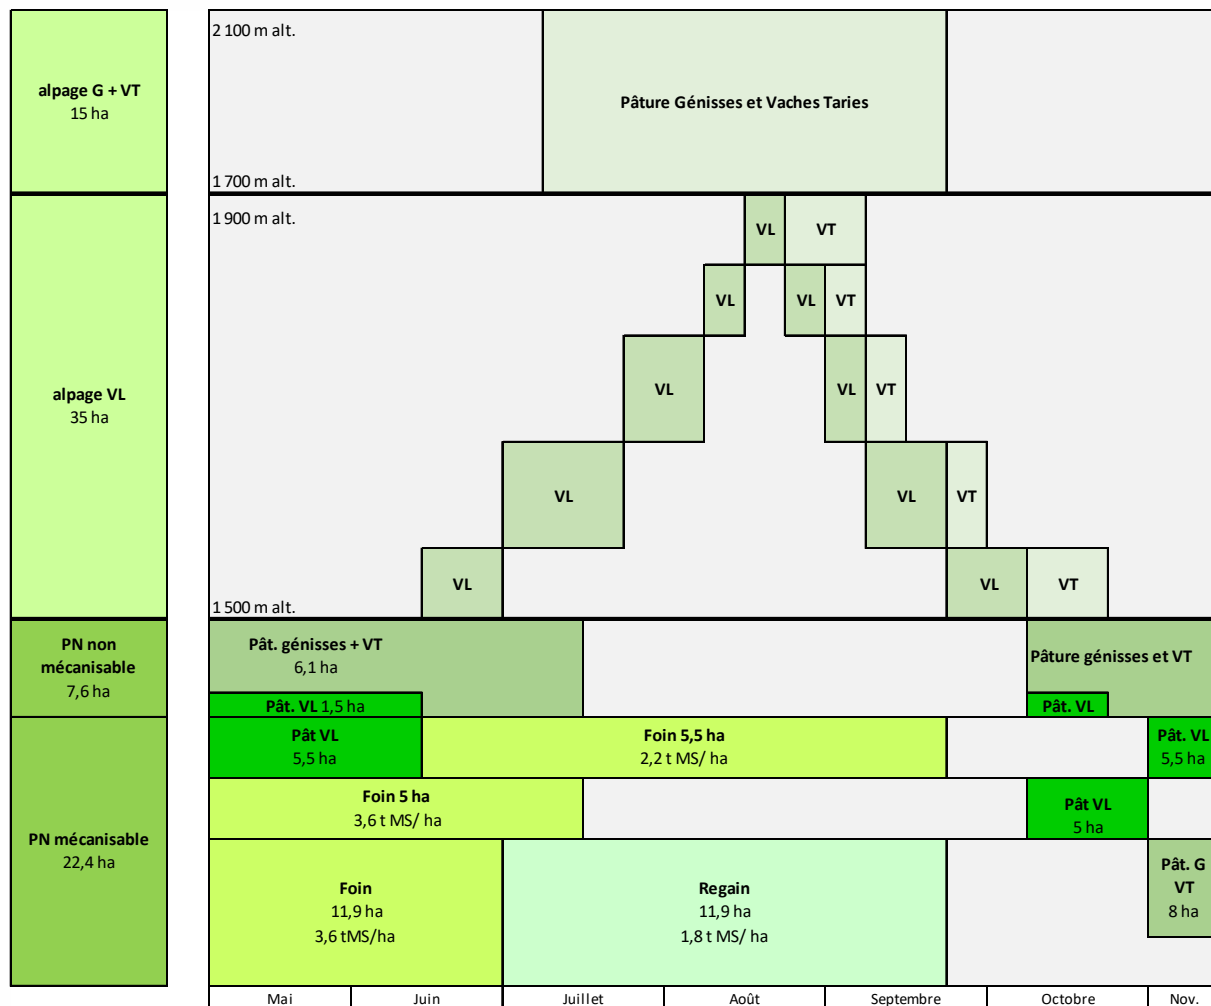 2 100 m alt.
alpage G + VT
15 ha
Pâture Génisses et Vaches Taries
1 700 m alt.
1 900 m alt.
VL
VT
VL
VL
VT
alpage VL
35 ha
VL
VL
VT
VL
VL
VT
VL
VL
VT
1 500 m alt.
PN non
mécanisable
7,6 ha
Pât. génisses + VT
6,1 ha
Pâture génisses et VT
Pât. VL 1,5 ha
Pât. VL
Pât VL
5,5 ha
Foin 5,5 ha
2,2 t MS/ ha
Pât. VL
5,5 ha
Foin 5 ha
3,6 t MS/ ha
Pât VL
5 ha
PN mécanisable
22,4 ha
Foin
11,9 ha
3,6 tMS/ha
Regain
11,9 ha
1,8 t MS/ ha
Pât. G
VT
8 ha
Mai
Juin
Juillet
Août
Septembre
Octobre
Nov.